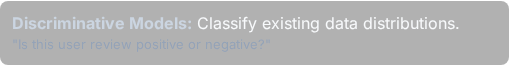 Discriminative Models: Classify existing data distributions.
"Is this user review positive or negative?"